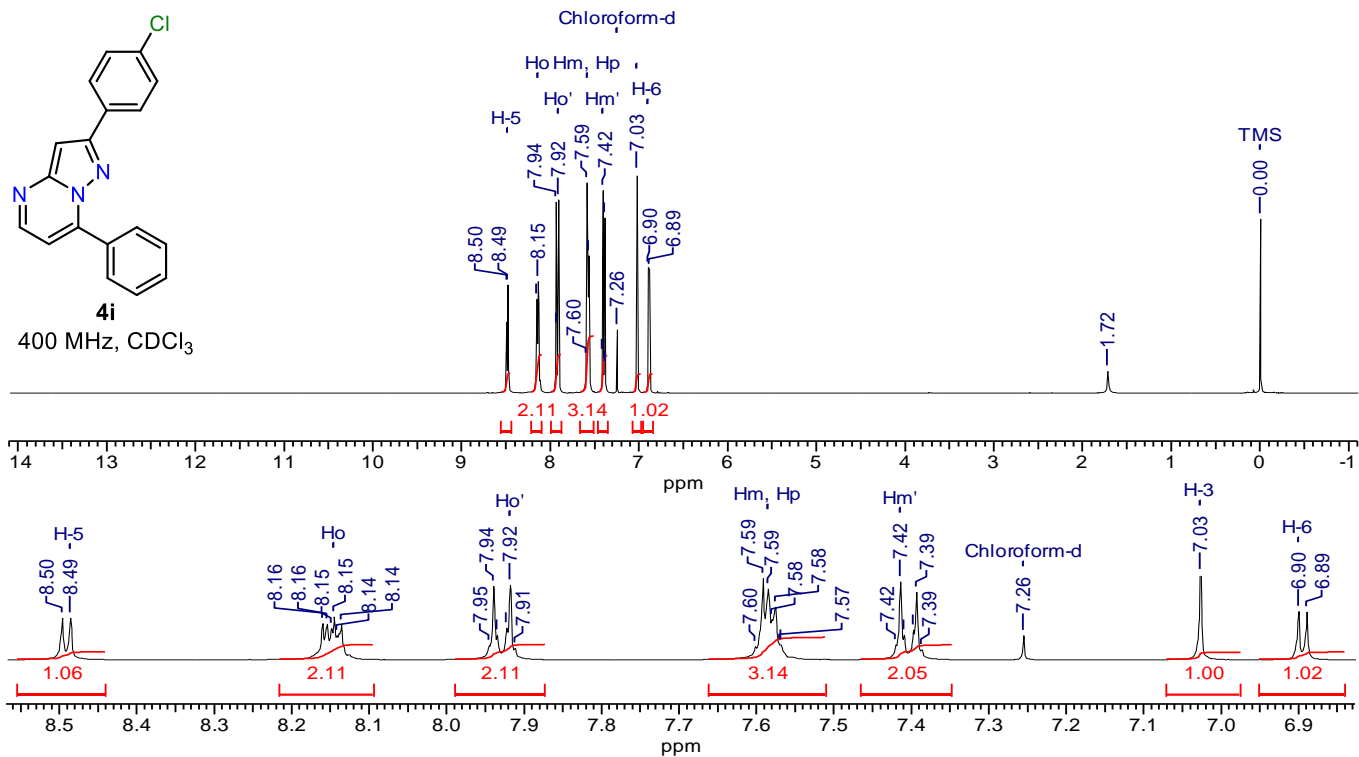 Cl
N
N
N
4i
400 MHz, CDCl3
Chloroform-d
Ho Hm, Hp
H-6
Ho' Hm'
H-5
TMS
8.50
8.49
8.15
7.94
7.92
7.60
7.59
7.42
7.26
7.03
6.90
6.89
1.72
0.00
2.11 3.14 1.02
14 13 12 11 10 9 8 7 6 5 4 3 2 1 0 -1
ppm
H-5
Ho
Ho'
Hm, Hp
Hm'
Chloroform-d
H-3
H-6
8.50
8.49
8.16
8.16
8.15
8.15
8.14
8.14
7.95
7.94
7.92
7.91
7.60
7.59
7.59
7.58
7.58
7.57
7.42
7.42
7.39
7.39
7.26
7.03
6.90
6.89
1.06 2.11 2.11 3.14 2.05 1.00 1.02
8.5 8.4 8.3 8.2 8.1 8.0 7.9 7.8 7.7 7.6 7.5 7.4 7.3 7.2 7.1 7.0 6.9
ppm